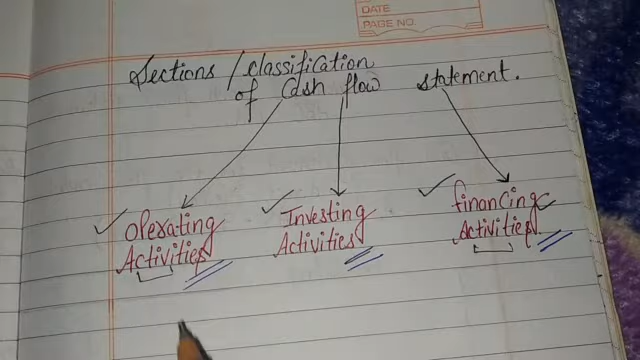 DATE
PAGE NO.
Sections / classification
of Cash flow statement.
Operating
Activities
Investing
Activities
financing
Activities.